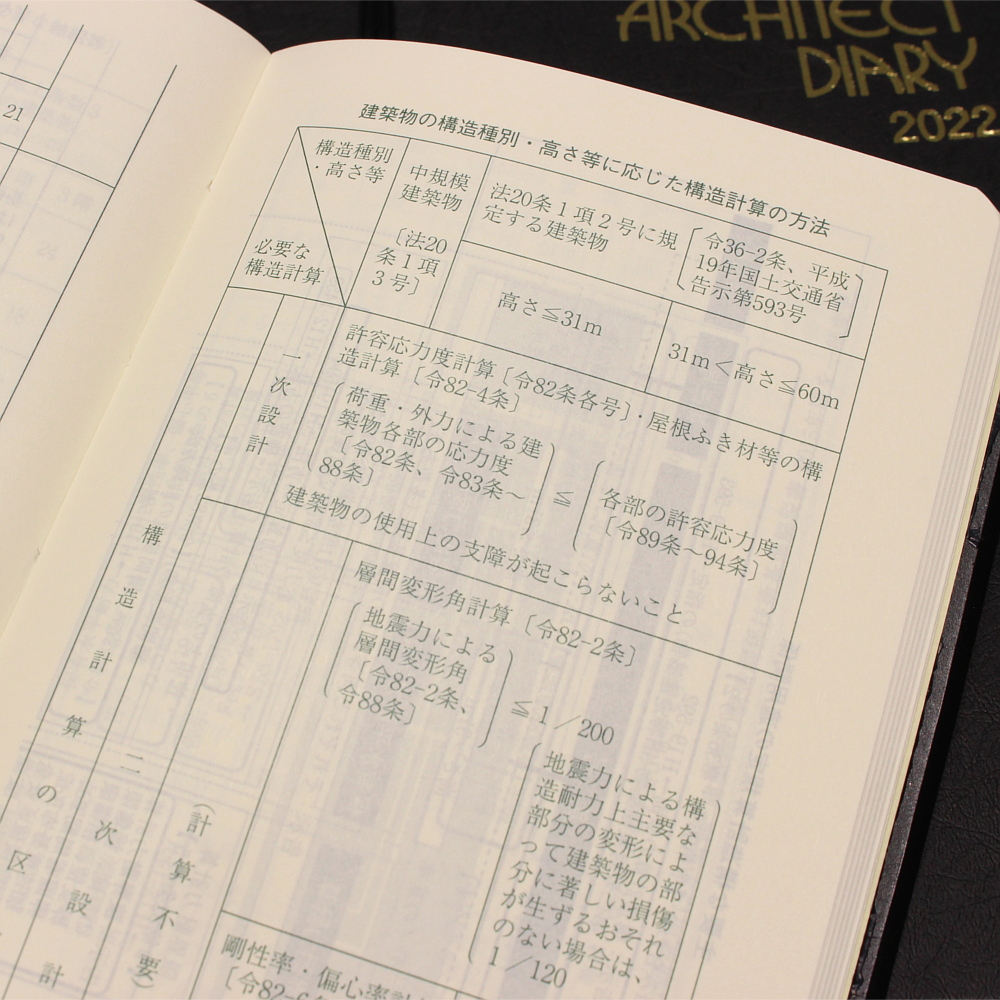 ARCHITECT
DIARY
2022
21
建築物の構造種別・高さ等に応じた構造計算の方法
構造種別
・高さ等
必要な
構造計算
中規模
建築物
〔法20
条1項
3号〕
法20条1項2号に規
定する建築物
令36-2条、平成
19年国土交通省
告示第593号
高さ≦31m
31m<高さ≦60m
一次設計
許容応力度計算〔令82条各号〕・屋根ふき材等の構
造計算〔令82-4条〕
荷重・外力による建
築物各部の応力度
〔令82条、令83条~
88条〕
≦
各部の許容応力度
〔令89条~94条〕
建築物の使用上の支障が起こらないこと
構造計算の区
二次設計
(計算不要)
層間変形角計算〔令82-2条〕
地震力による
層間変形角
〔令82-2条、
令88条〕
≦1/200
地震力による構
造耐力上主要な
部分の変形によ
って建築物の部
分に著しい損傷
が生ずるおそれ
のない場合は、
1/120
剛性率・偏心率計